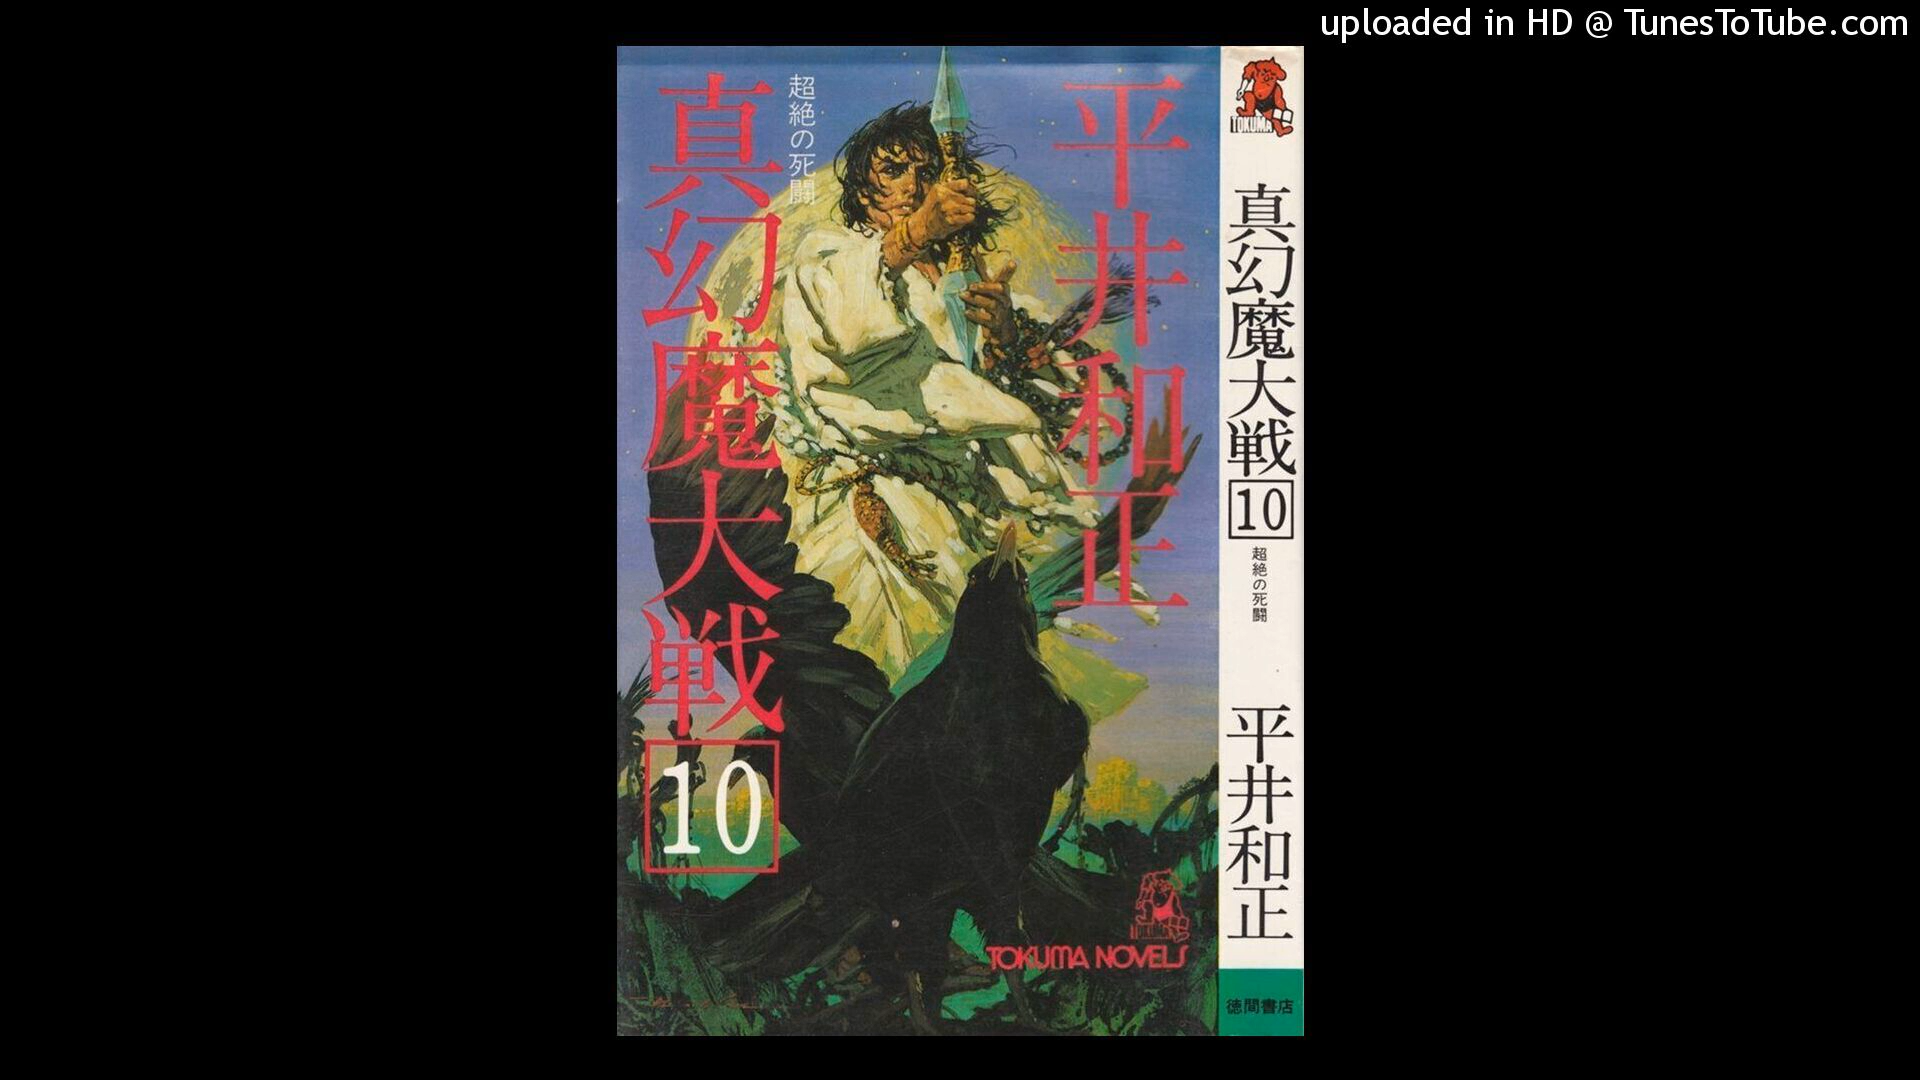 uploaded in HD @ TunesToTube.com
平井和正
超絶の死闘
真幻魔大戦
10
TOKUMA
TOKUMA NOVELS
TOKUMA
真幻魔大戦
10
超絶の死闘
平井和正
徳間書店